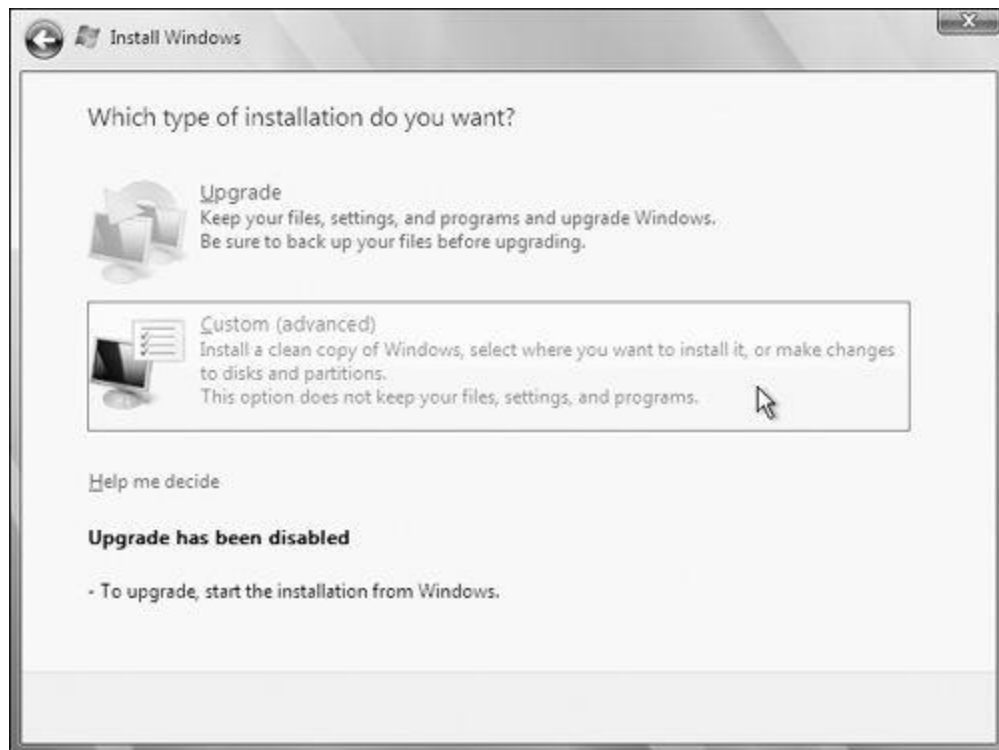 Install Windows
Which type of installation do you want?
Upgrade
Keep your files, settings, and programs and upgrade Windows.
Be sure to back up your files before upgrading.
Custom (advanced)
Install a clean copy of Windows, select where you want to install it, or make changes
to disks and partitions.
This option does not keep your files, settings, and programs.
Help me decide
Upgrade has been disabled
- To upgrade, start the installation from Windows.